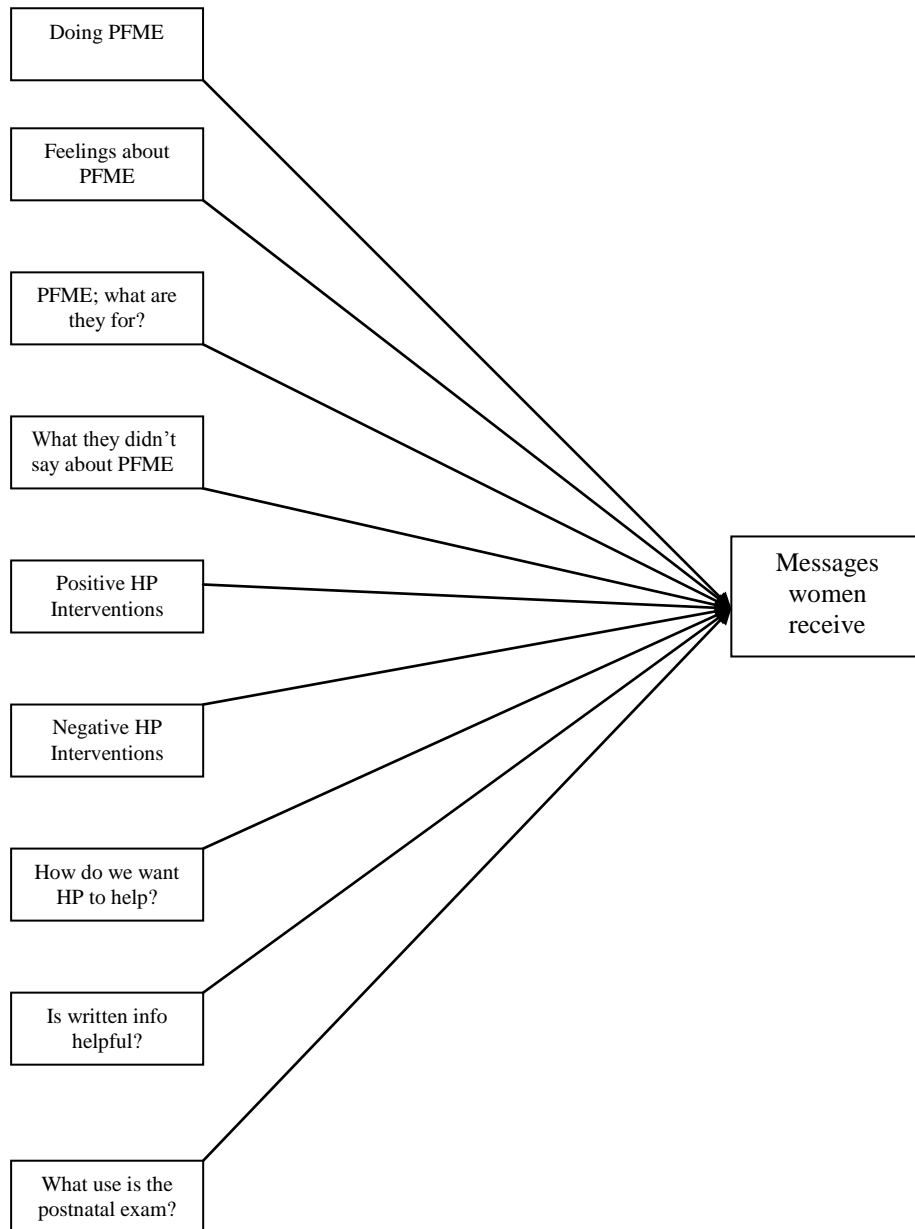 Doing PFME
Feelings about
PFME
PFME; what are
they for?
What they didn’t
say about PFME
Positive HP
Interventions
Negative HP
Interventions
How do we want
HP to help?
Is written info
helpful?
What use is the
postnatal exam?
Messages
women
receive